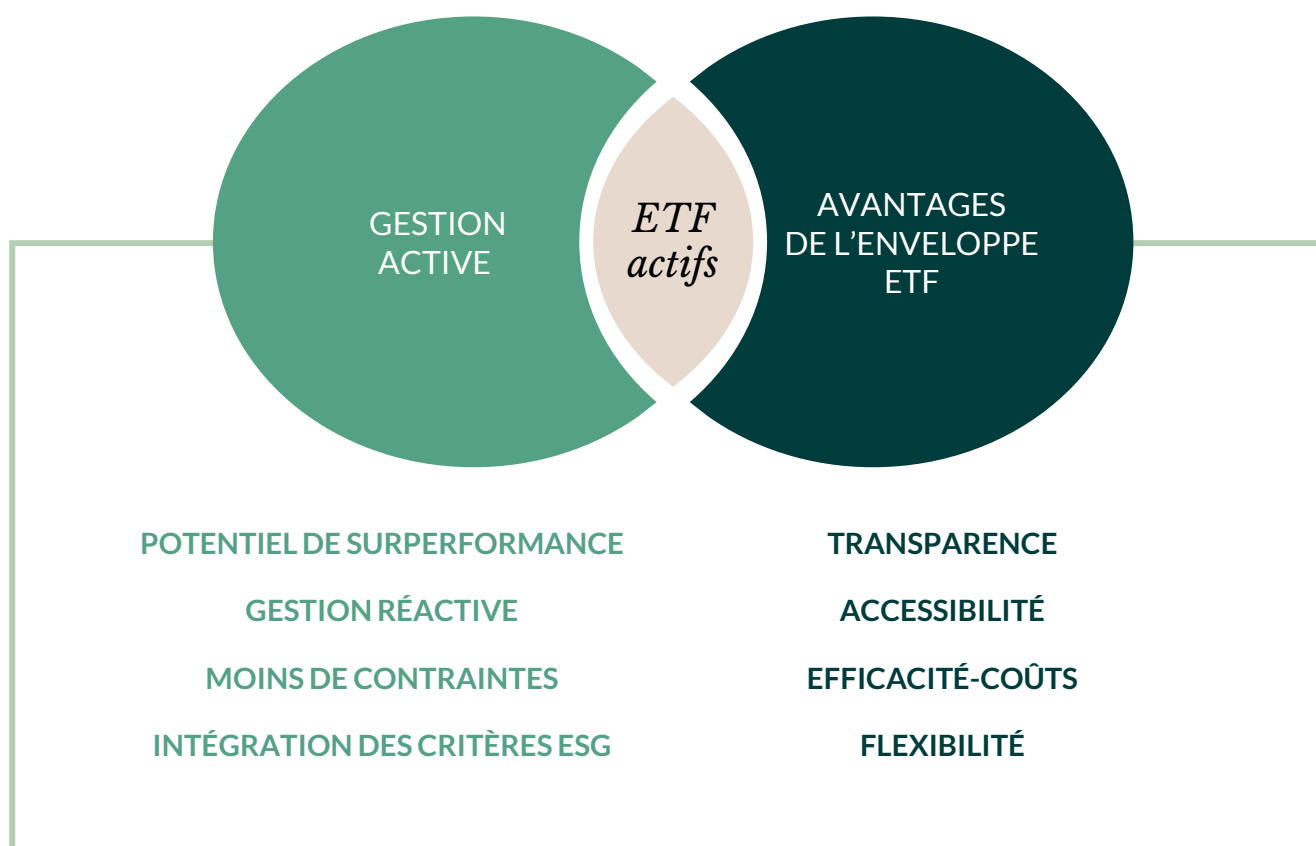 GESTION
ACTIVE
ETF
actifs
AVANTAGES
DE L’ENVELOPPE
ETF
POTENTIEL DE SURPERFORMANCE
GESTION RÉACTIVE
MOINS DE CONTRAINTES
INTÉGRATION DES CRITÈRES ESG
TRANSPARENCE
ACCESSIBILITÉ
EFFICACITÉ-COÛTS
FLEXIBILITÉ